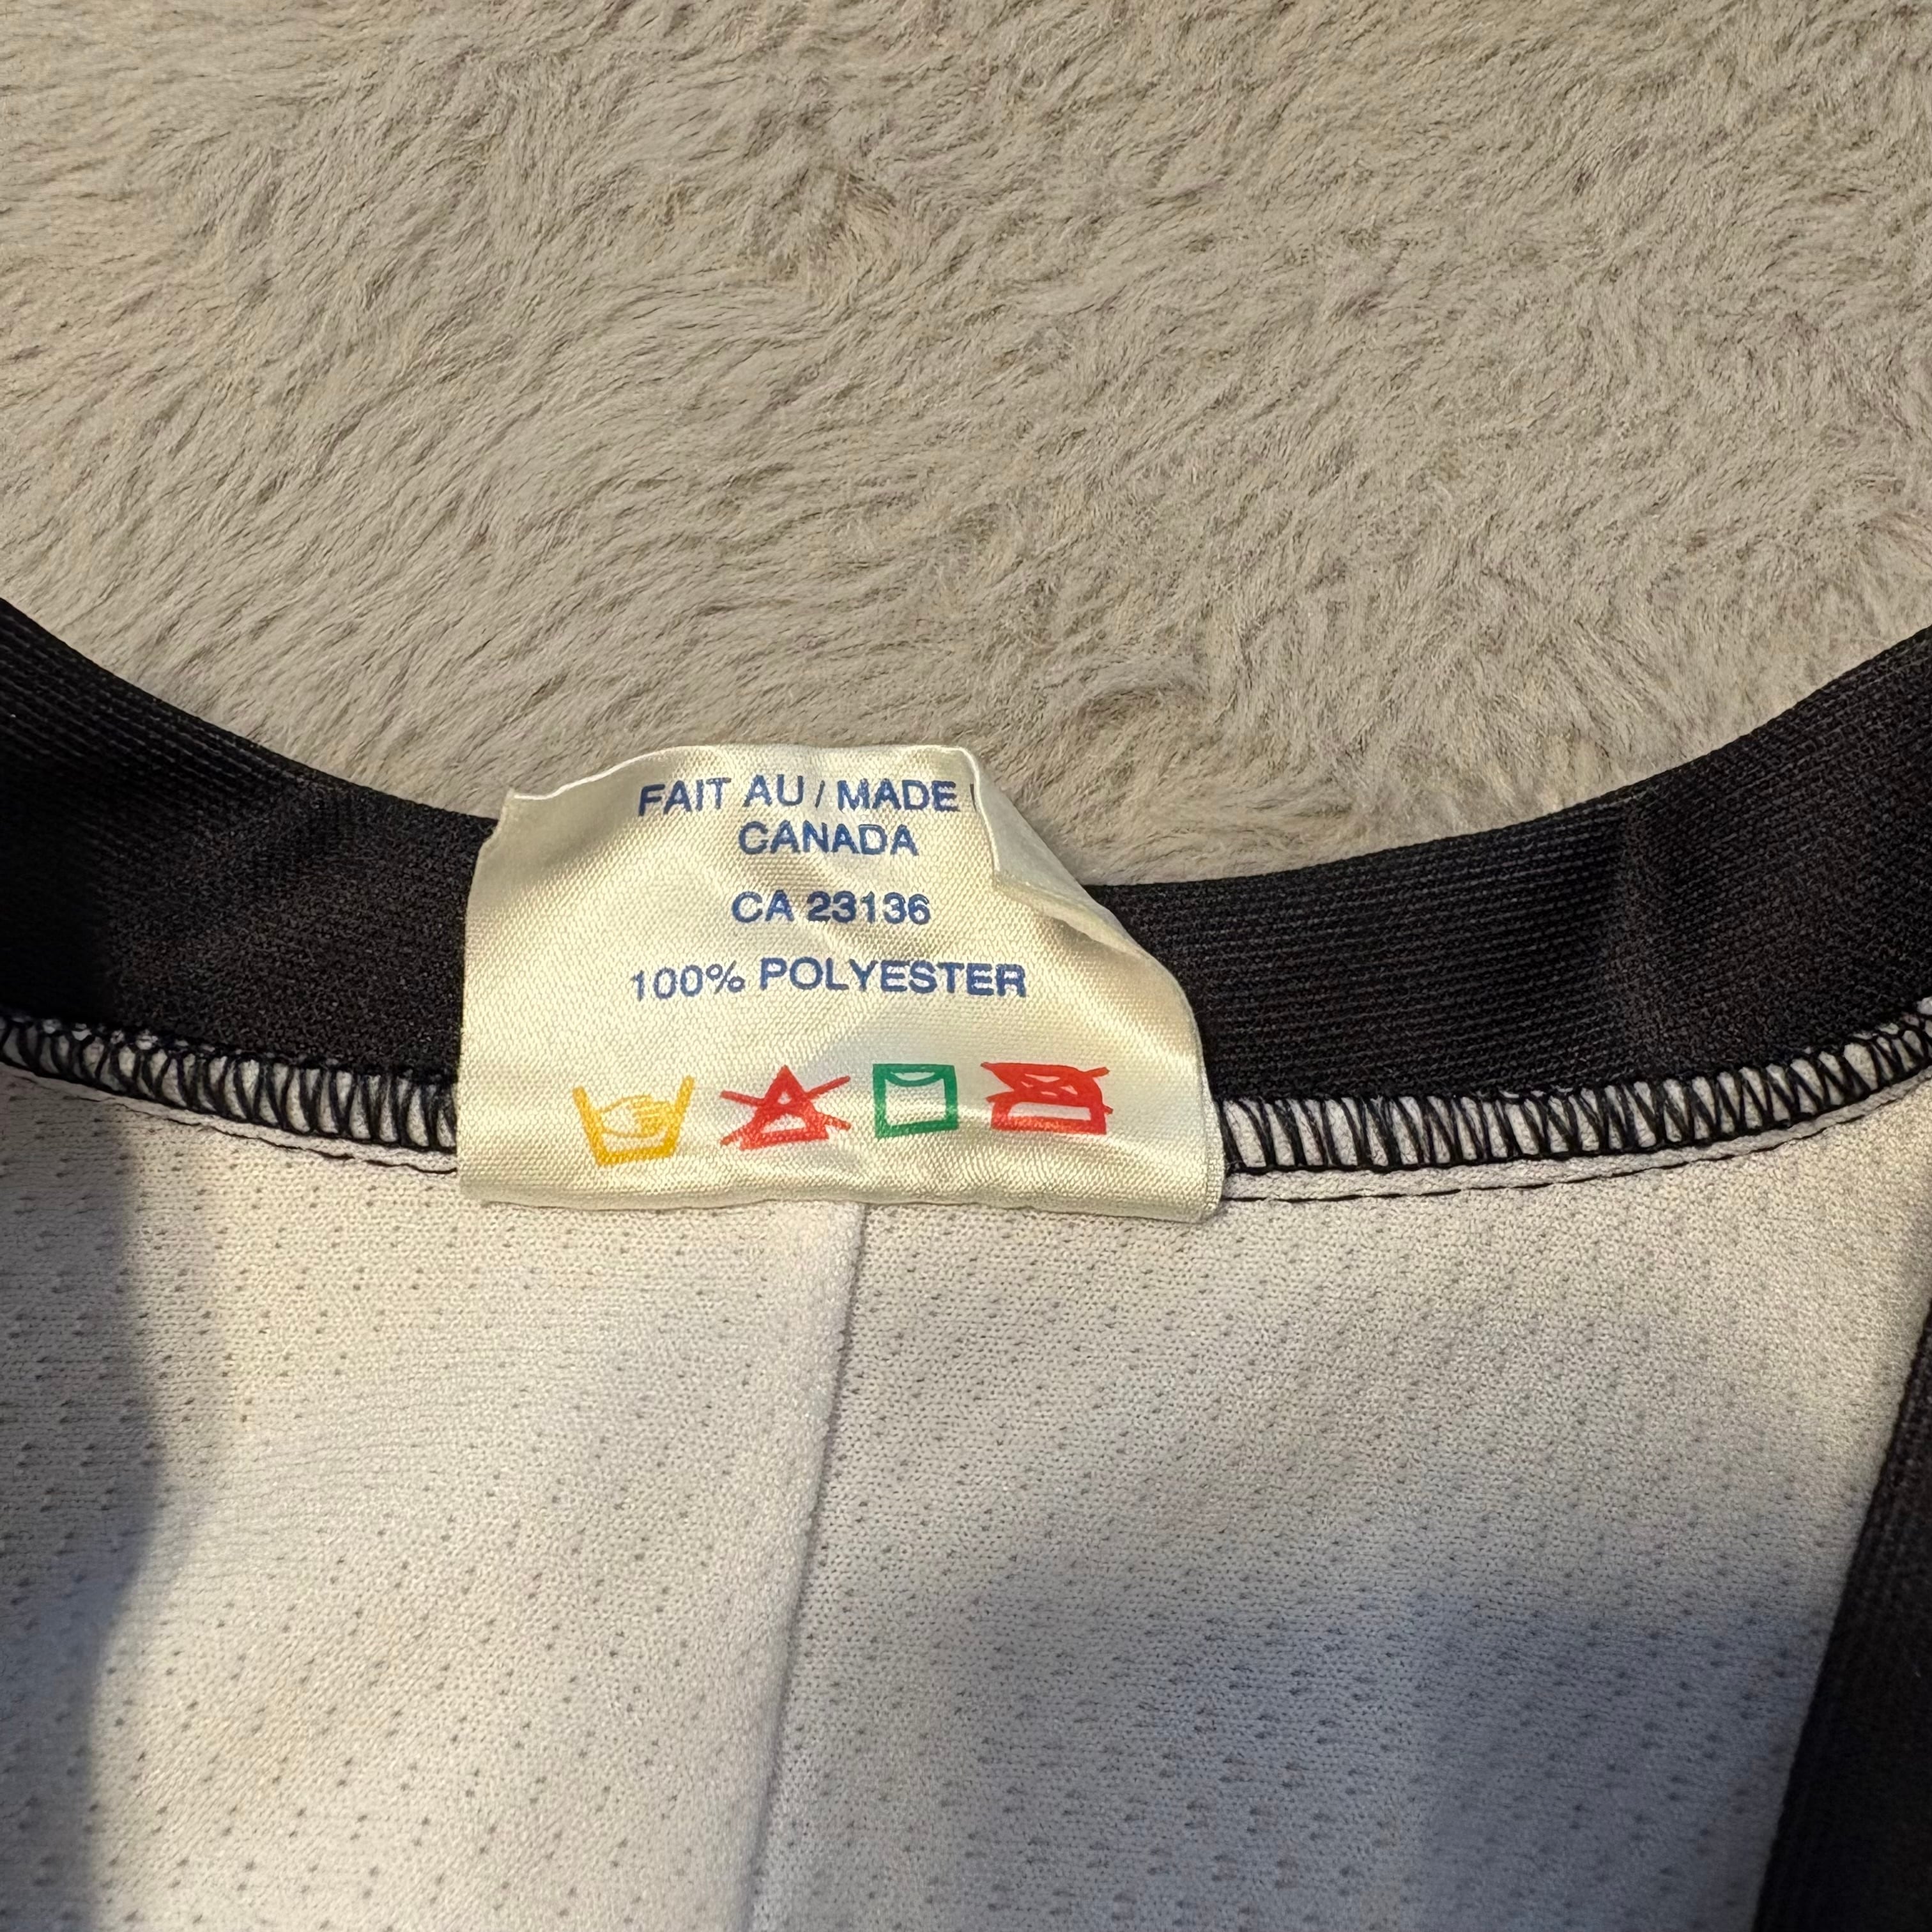 FAIT AU / MADE
CANADA
CA 23136
100% POLYESTER